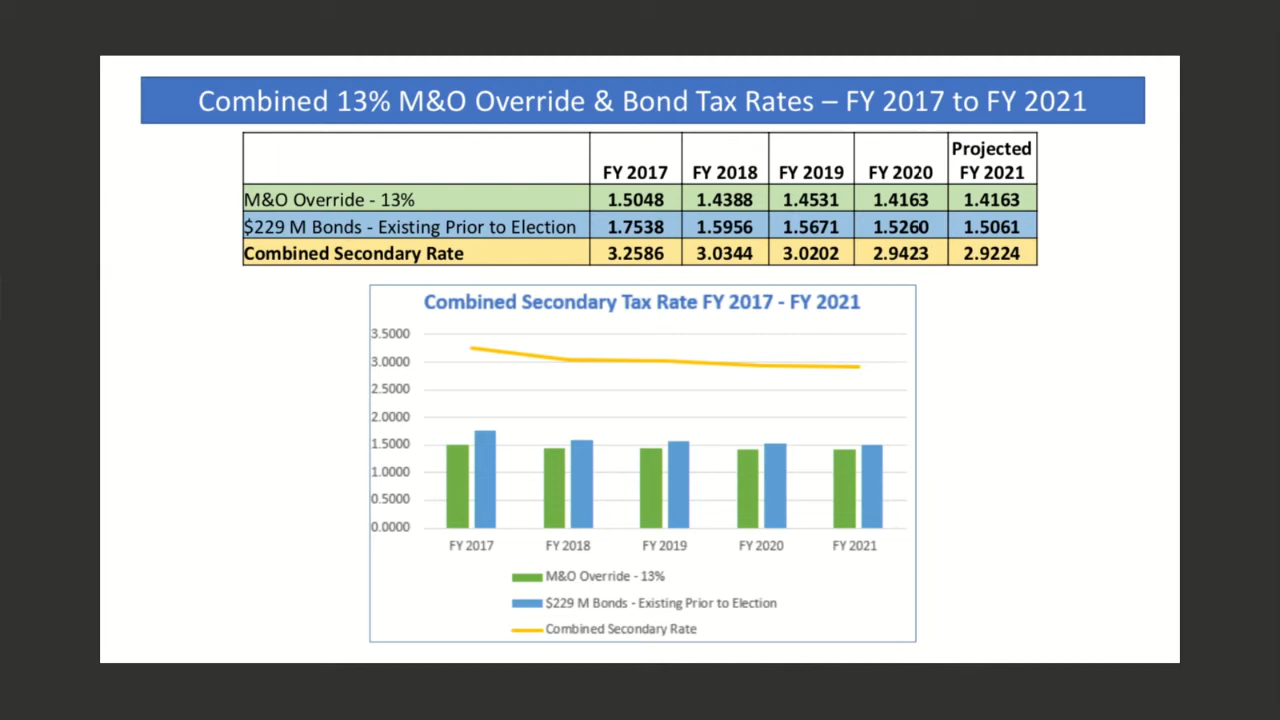 Combined 13% M&O Override & Bond Tax Rates – FY 2017 to FY 2021
FY 2017 FY 2018 FY 2019 FY 2020 Projected FY 2021
M&O Override - 13% 1.5048 1.4388 1.4531 1.4163 1.4163
$229 M Bonds - Existing Prior to Election 1.7538 1.5956 1.5671 1.5260 1.5061
Combined Secondary Rate 3.2586 3.0344 3.0202 2.9423 2.9224
Combined Secondary Tax Rate FY 2017 - FY 2021
3.5000
3.0000
2.5000
2.0000
1.5000
1.0000
0.5000
0.0000
FY 2017 FY 2018 FY 2019 FY 2020 FY 2021
M&O Override - 13%
$229 M Bonds - Existing Prior to Election
Combined Secondary Rate